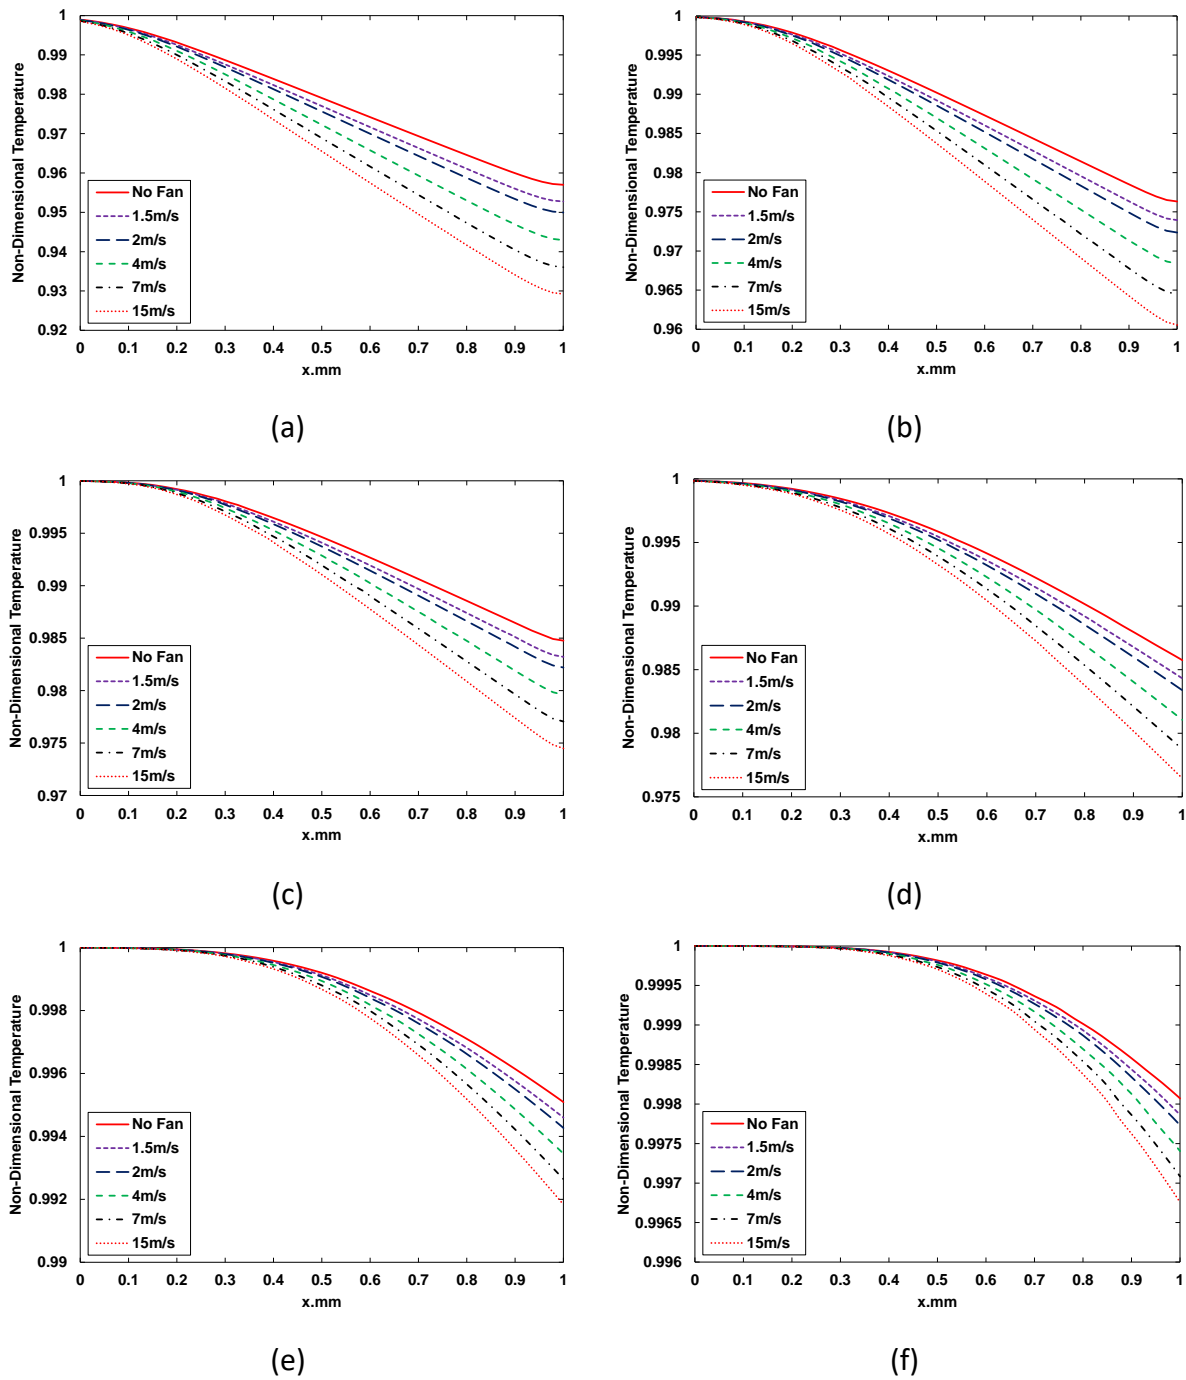 Non-Dimensional Temperature
1
0.99
0.98
0.97
0.96
0.95
0.94
0.93
0.92
No Fan
1.5m/s
2m/s
4m/s
7m/s
15m/s
0 0.1 0.2 0.3 0.4 0.5 0.6 0.7 0.8 0.9 1
x.mm
(a)
Non-Dimensional Temperature
1
0.995
0.99
0.985
0.98
0.975
0.97
0.965
0.96
No Fan
1.5m/s
2m/s
4m/s
7m/s
15m/s
0 0.1 0.2 0.3 0.4 0.5 0.6 0.7 0.8 0.9 1
x.mm
(b)
Non-Dimensional Temperature
1
0.995
0.99
0.985
0.98
0.975
0.97
No Fan
1.5m/s
2m/s
4m/s
7m/s
15m/s
0 0.1 0.2 0.3 0.4 0.5 0.6 0.7 0.8 0.9 1
x.mm
(c)
Non-Dimensional Temperature
1
0.995
0.99
0.985
0.98
0.975
No Fan
1.5m/s
2m/s
4m/s
7m/s
15m/s
0 0.1 0.2 0.3 0.4 0.5 0.6 0.7 0.8 0.9 1
x.mm
(d)
Non-Dimensional Temperature
1
0.998
0.996
0.994
0.992
0.99
No Fan
1.5m/s
2m/s
4m/s
7m/s
15m/s
0 0.1 0.2 0.3 0.4 0.5 0.6 0.7 0.8 0.9 1
x.mm
(e)
Non-Dimensional Temperature
1
0.9995
0.999
0.9985
0.998
0.9975
0.997
0.9965
0.996
No Fan
1.5m/s
2m/s
4m/s
7m/s
15m/s
0 0.1 0.2 0.3 0.4 0.5 0.6 0.7 0.8 0.9 1
x.mm
(f)